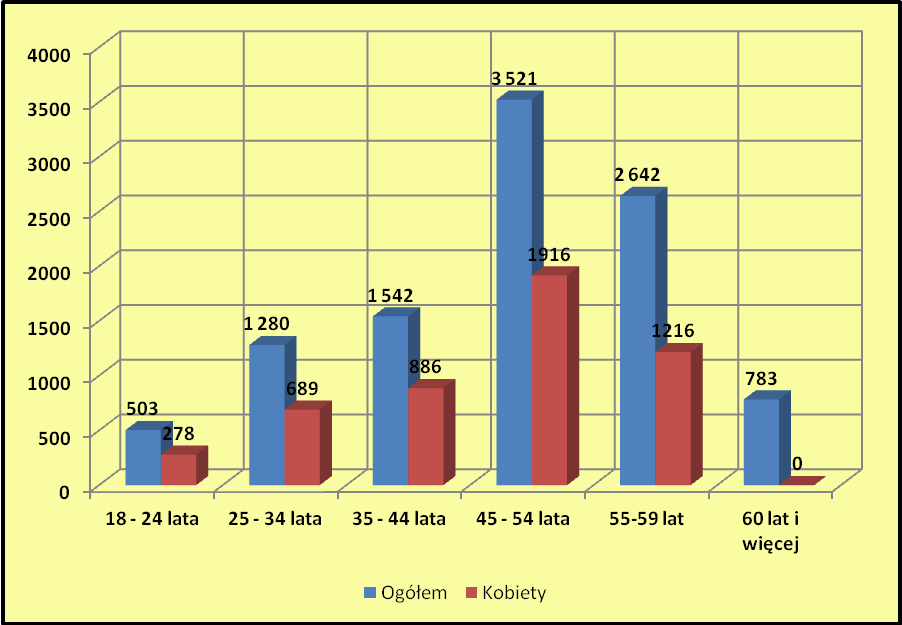 4000
3500
3000
2500
2000
1500
1000
500
0
503
278
1 280
689
1 542
886
3 521
1916
2 642
1216
783
0
18 - 24 lata
25 - 34 lata
35 - 44 lata
45 - 54 lata
55-59 lat
60 lat i
więcej
Ogółem
Kobiety